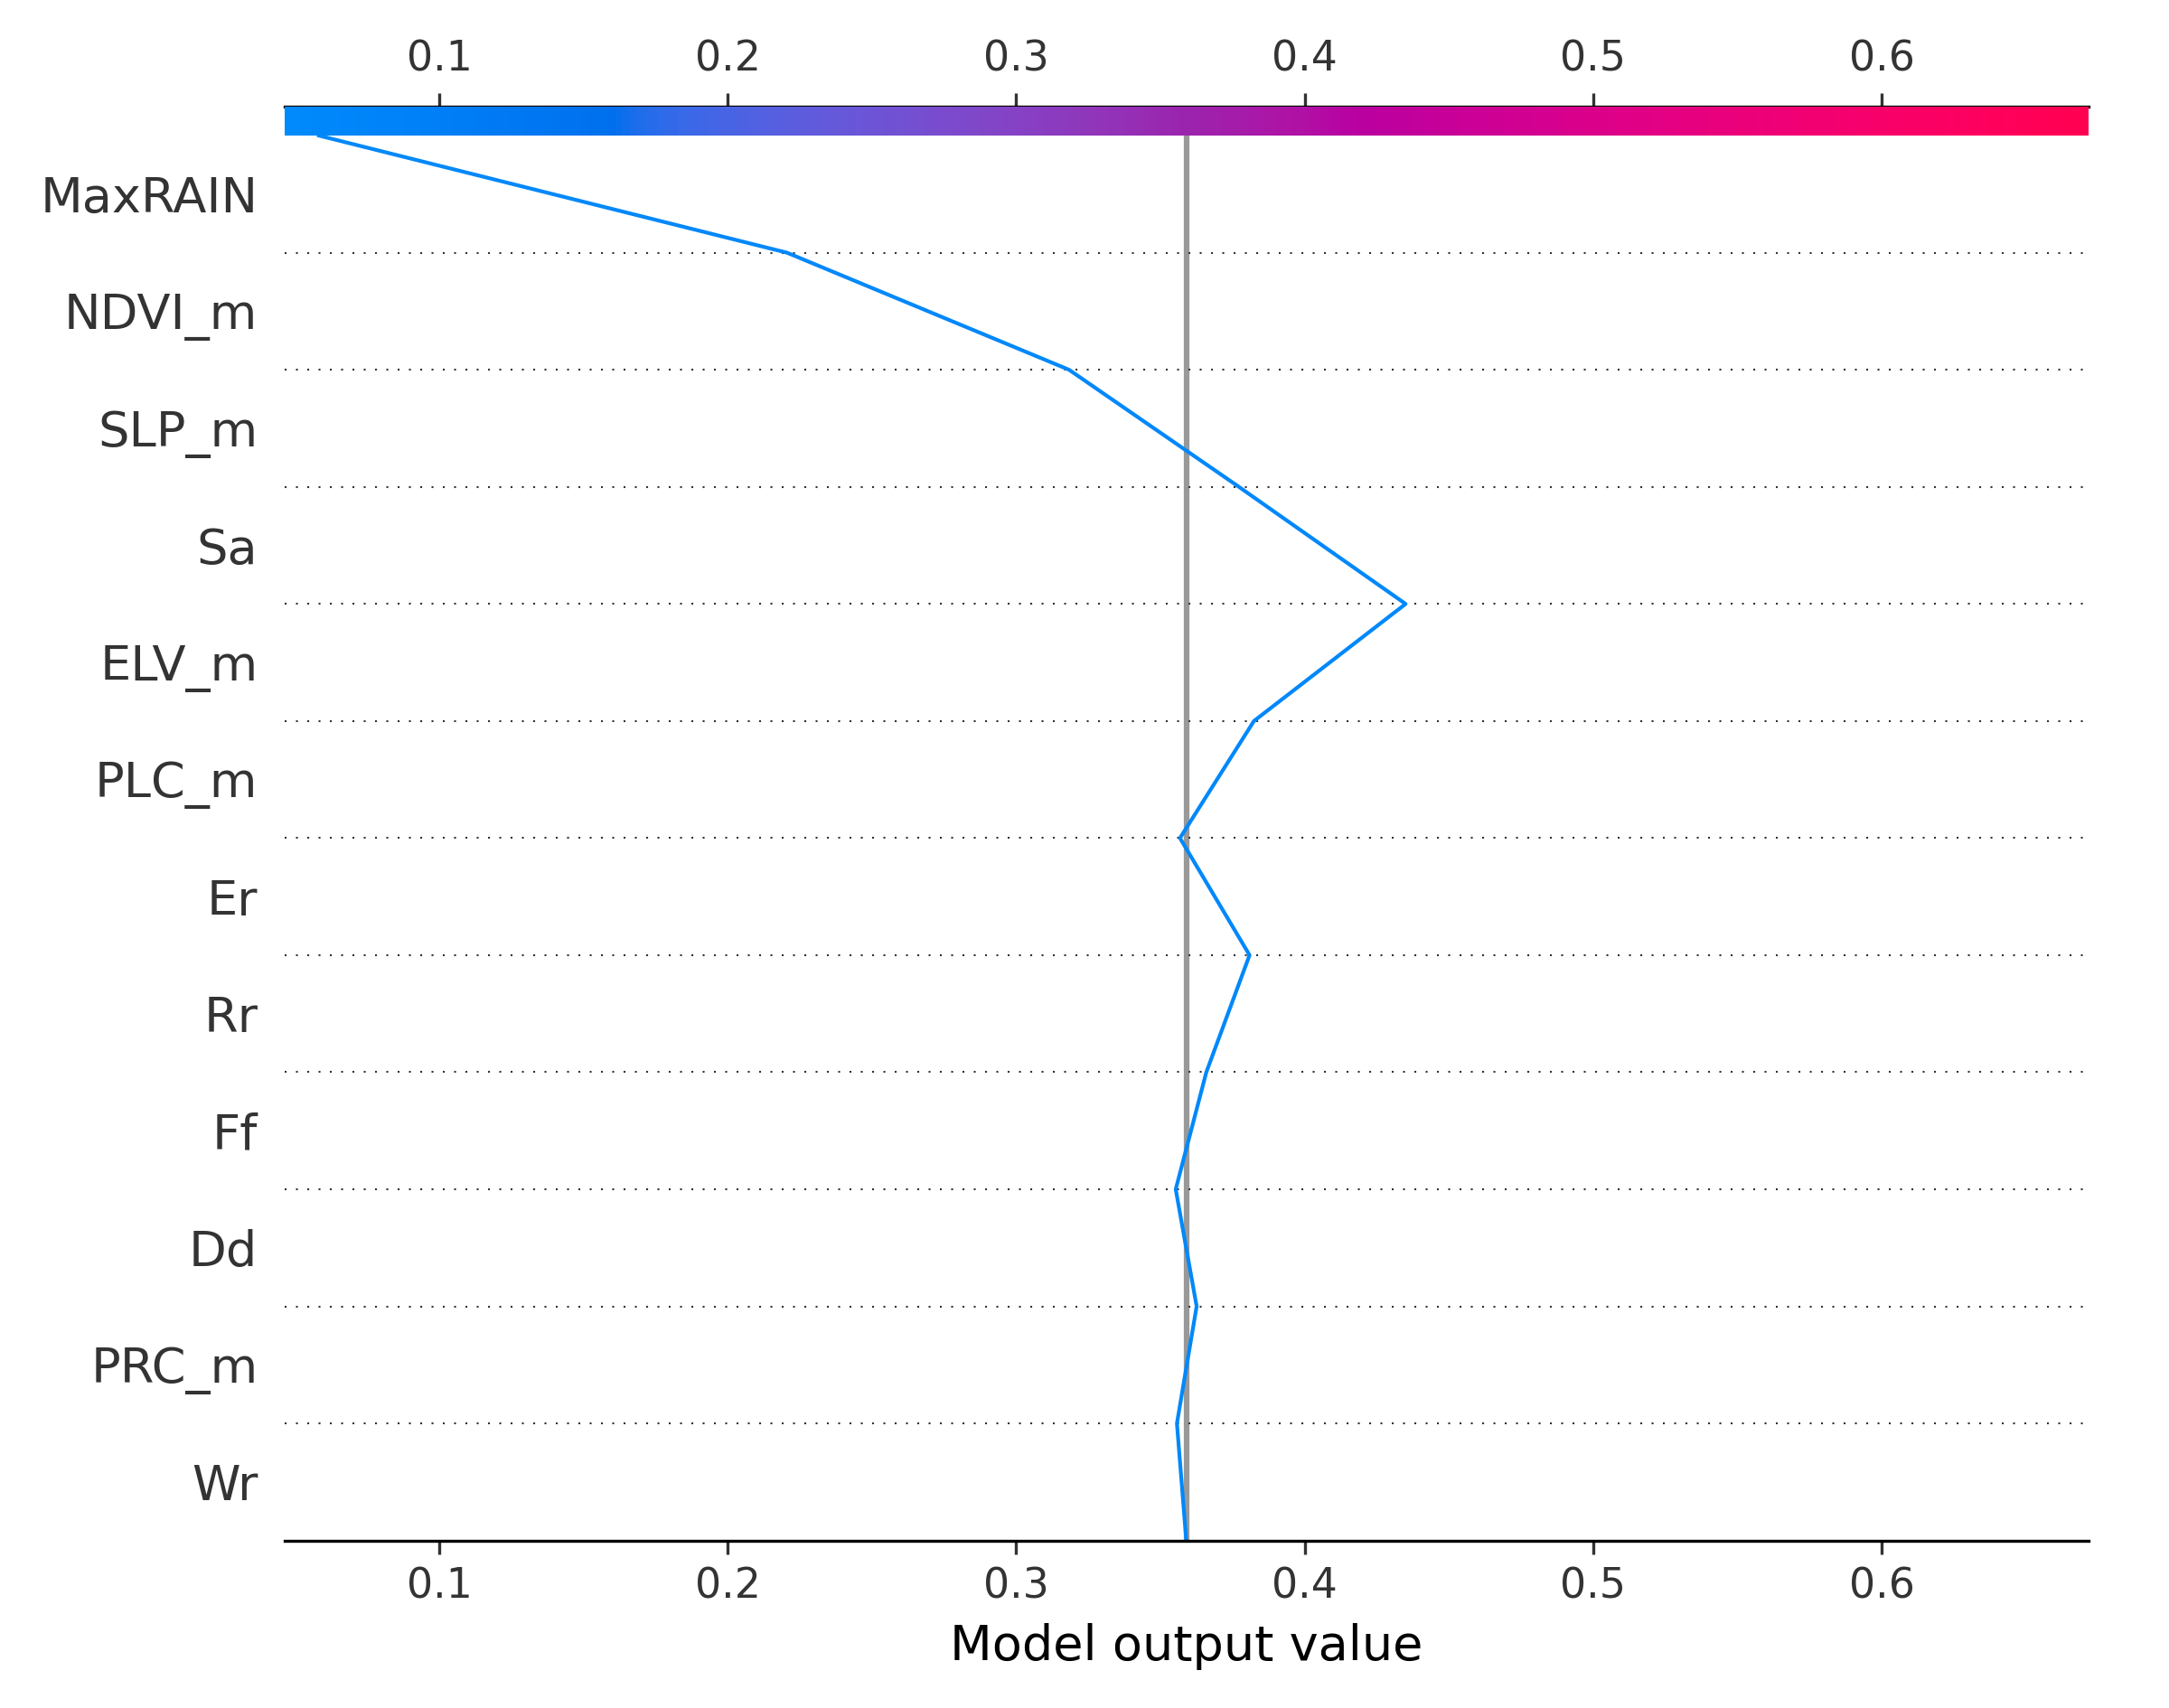 0.1 0.2 0.3 0.4 0.5 0.6
MaxRAIN
NDVI_m
SLP_m
Sa
ELV_m
PLC_m
Er
Rr
Ff
Dd
PRC_m
Wr
0.1 0.2 0.3 0.4 0.5 0.6
Model output value